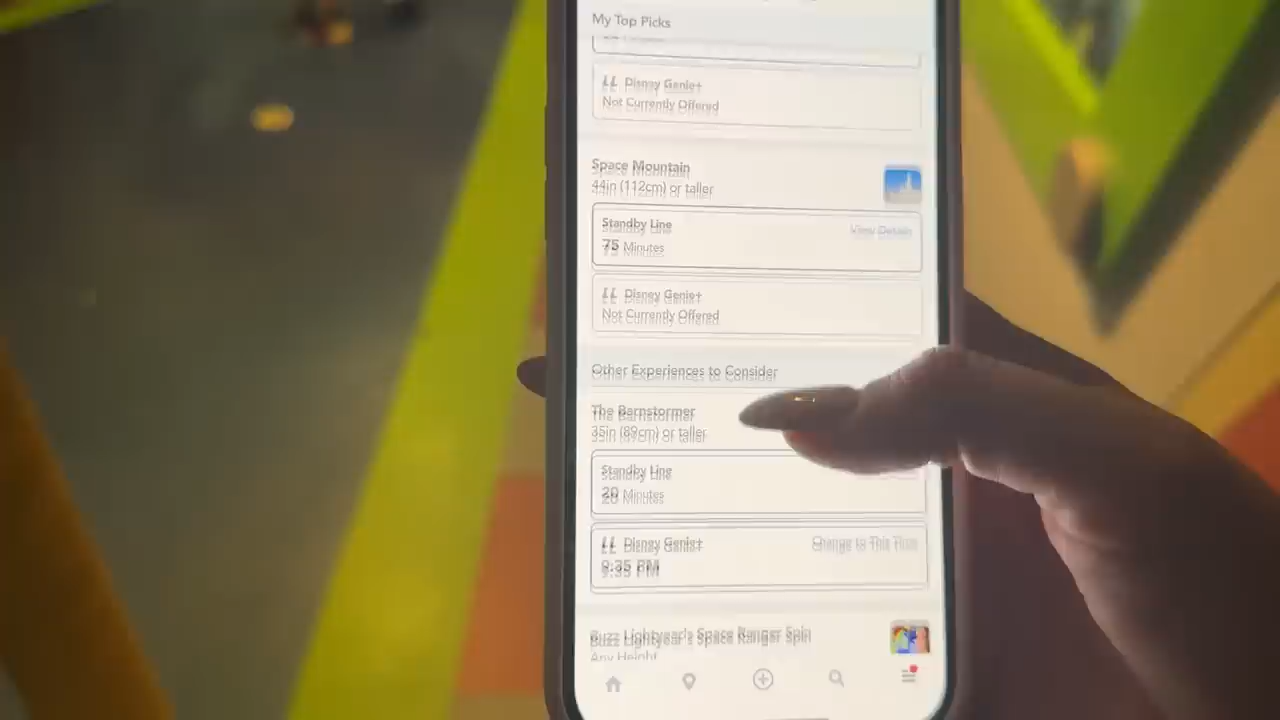 My Top Picks
Disney Genie+
Not Currently Offered
Space Mountain
44in (112cm) or taller
Standby Line
View Details
75 Minutes
Disney Genie+
Not Currently Offered
Other Experiences to Consider
The Barnstormer
35in (89cm) or taller
Standby Line
20 Minutes
Disney Genie+
Change to This Time
PM
Buzz Lightyear's Space Ranger Spin
Any Height